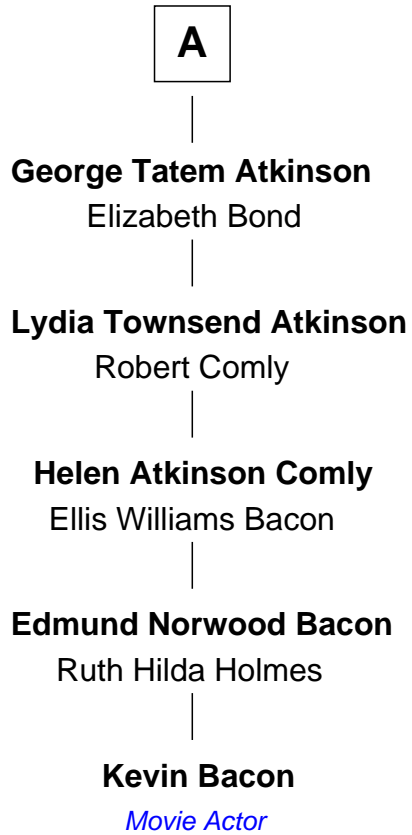 A
George Tatem Atkinson
Elizabeth Bond
Lydia Townsend Atkinson
Robert Comly
Helen Atkinson Comly
Ellis Williams Bacon
Edmund Norwood Bacon
Ruth Hilda Holmes
Kevin Bacon
Movie Actor